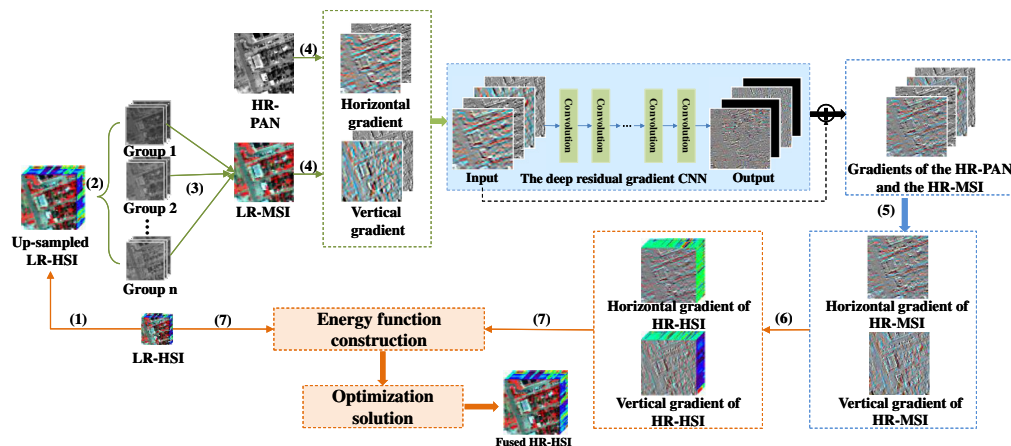 (4)
HR-
PAN
Horizontal
gradient
Group 1
(2)
(3)
(4)
Group 2
LR-MSI
Vertical
gradient
Up-sampled
LR-HSI
Group n
Convolution
Convolution
...
Convolution
Convolution
Input
The deep residual gradient CNN
Output
Gradients of the HR-PAN
and the HR-MSI
(5)
Horizontal gradient of
HR-MSI
Vertical gradient of
HR-MSI
(6)
Horizontal gradient of
HR-HSI
Vertical gradient of
HR-HSI
(7)
(1)
(7)
LR-HSI
Energy function
construction
Optimization
solution
Fused HR-HSI